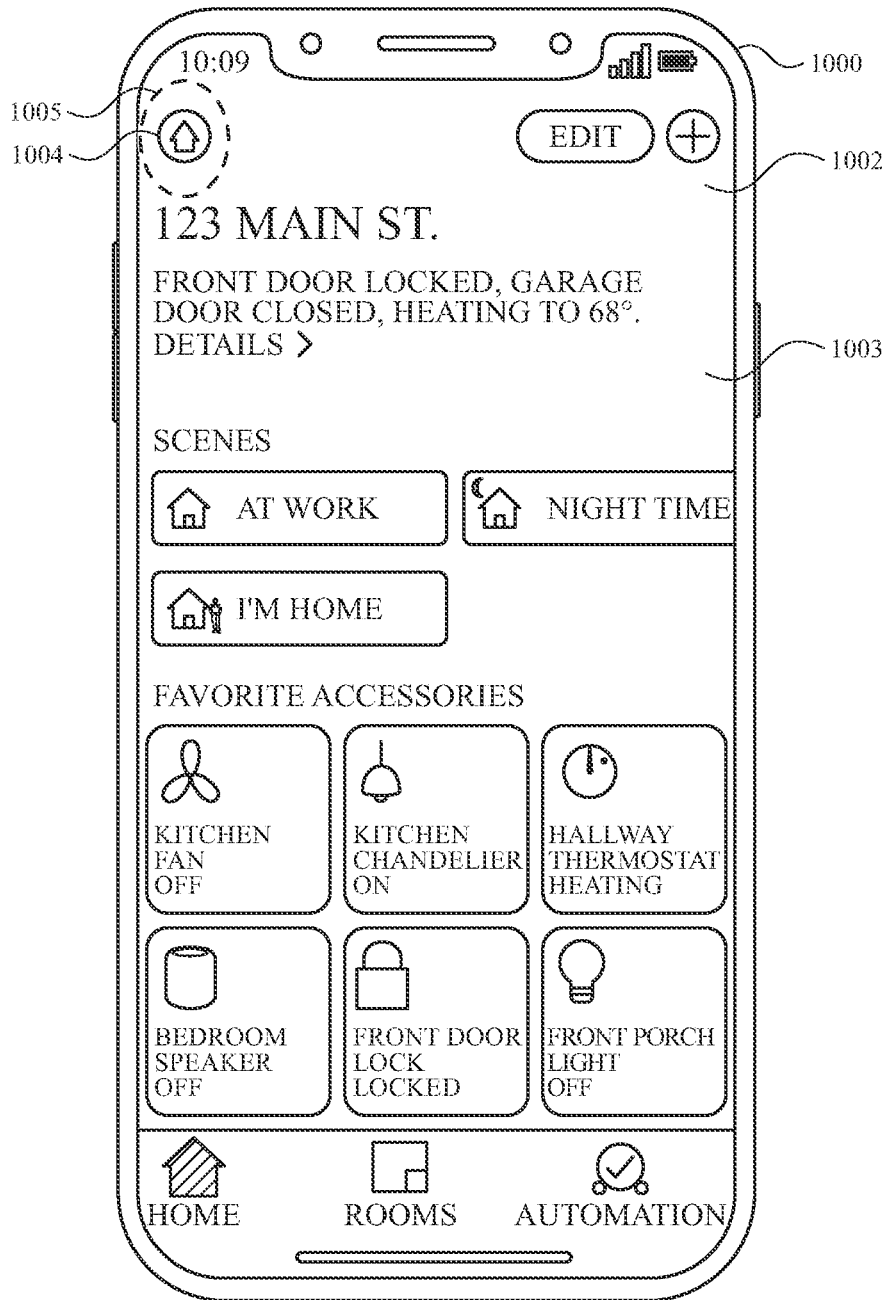 10:09
1000
1005
1004
EDIT
1002
123 MAIN ST.
FRONT DOOR LOCKED, GARAGE
DOOR CLOSED, HEATING TO 68°.
DETAILS >
1003
SCENES
AT WORK
NIGHT TIME
I'M HOME
FAVORITE ACCESSORIES
KITCHEN
FAN
OFF
KITCHEN
CHANDELIER
ON
HALLWAY
THERMOSTAT
HEATING
BEDROOM
SPEAKER
OFF
FRONT DOOR
LOCK
LOCKED
FRONT PORCH
LIGHT
OFF
HOME
ROOMS
AUTOMATION